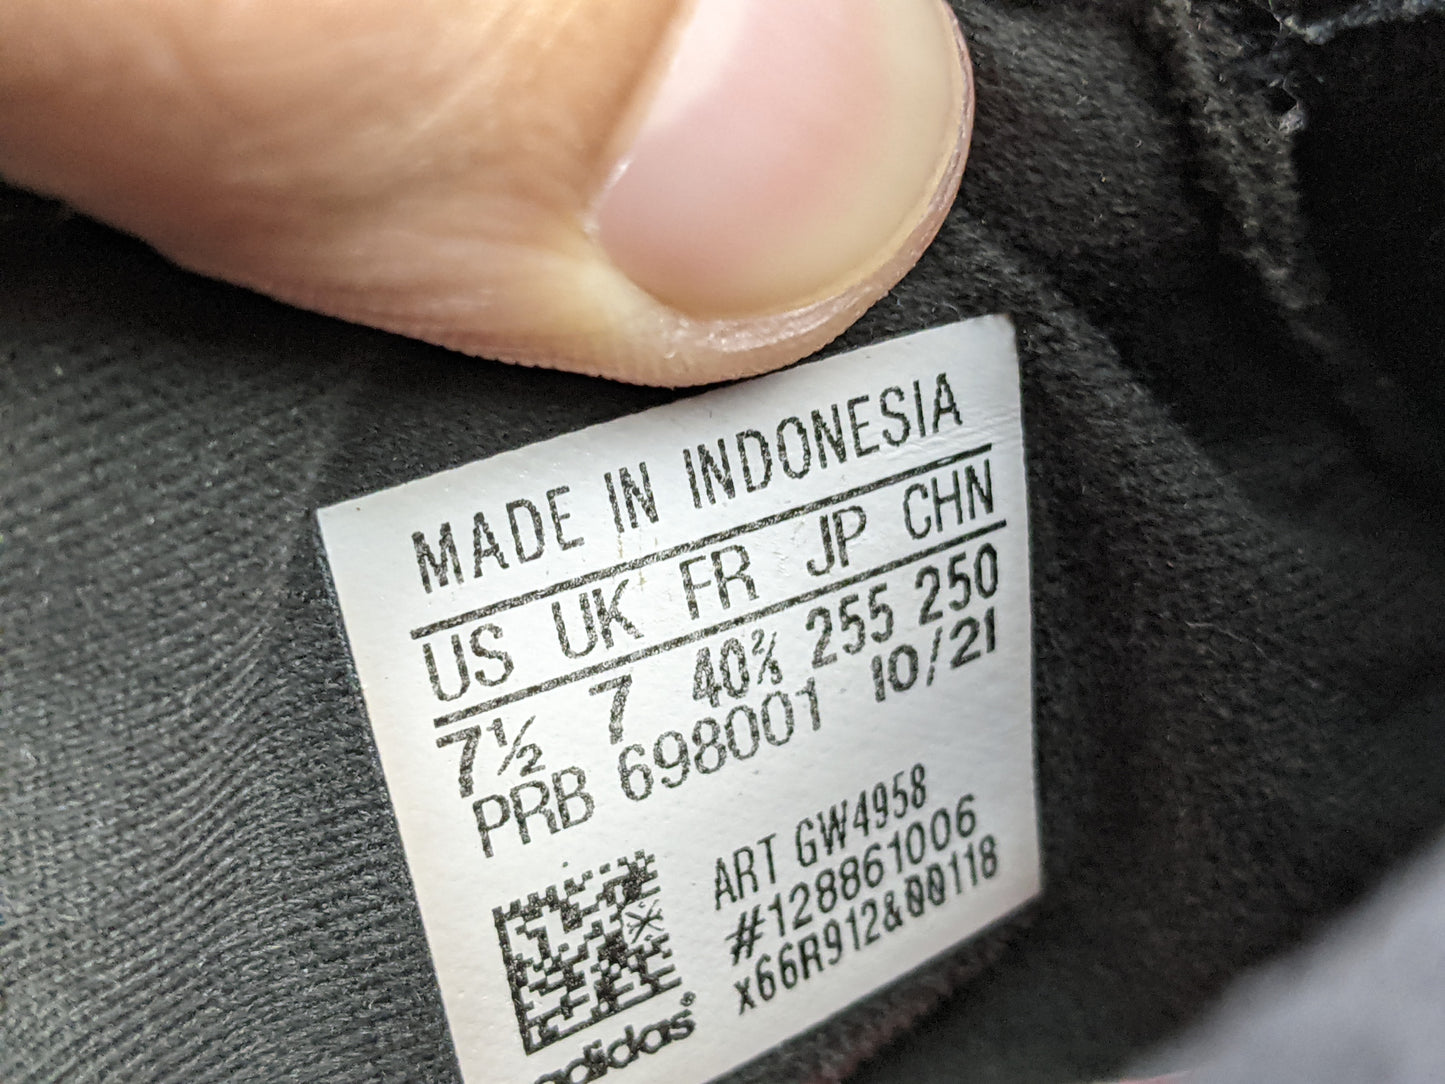 MADE IN INDONESIA
US UK FR JP CHN
7½ 7 40⅔ 255 250
PRB 698001 10/21
ART GW4958
#128861006
x66R912&00118
adidas®